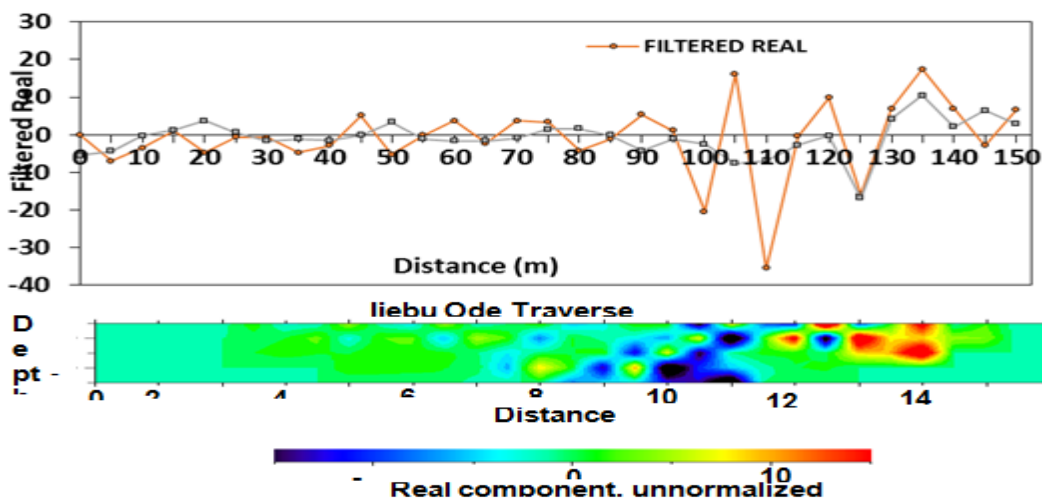 30
20
10
0
-10
-20
-30
-40
Filtered Real
FILTERED REAL
0 10 20 30 40 50 60 70 80 90 100 110 120 130 140 150
Distance (m)
Ijebu Ode Traverse
D
e
pt
0 2 4 6 8 10 12 14
Distance
- 0 10
Real component, unnormalized